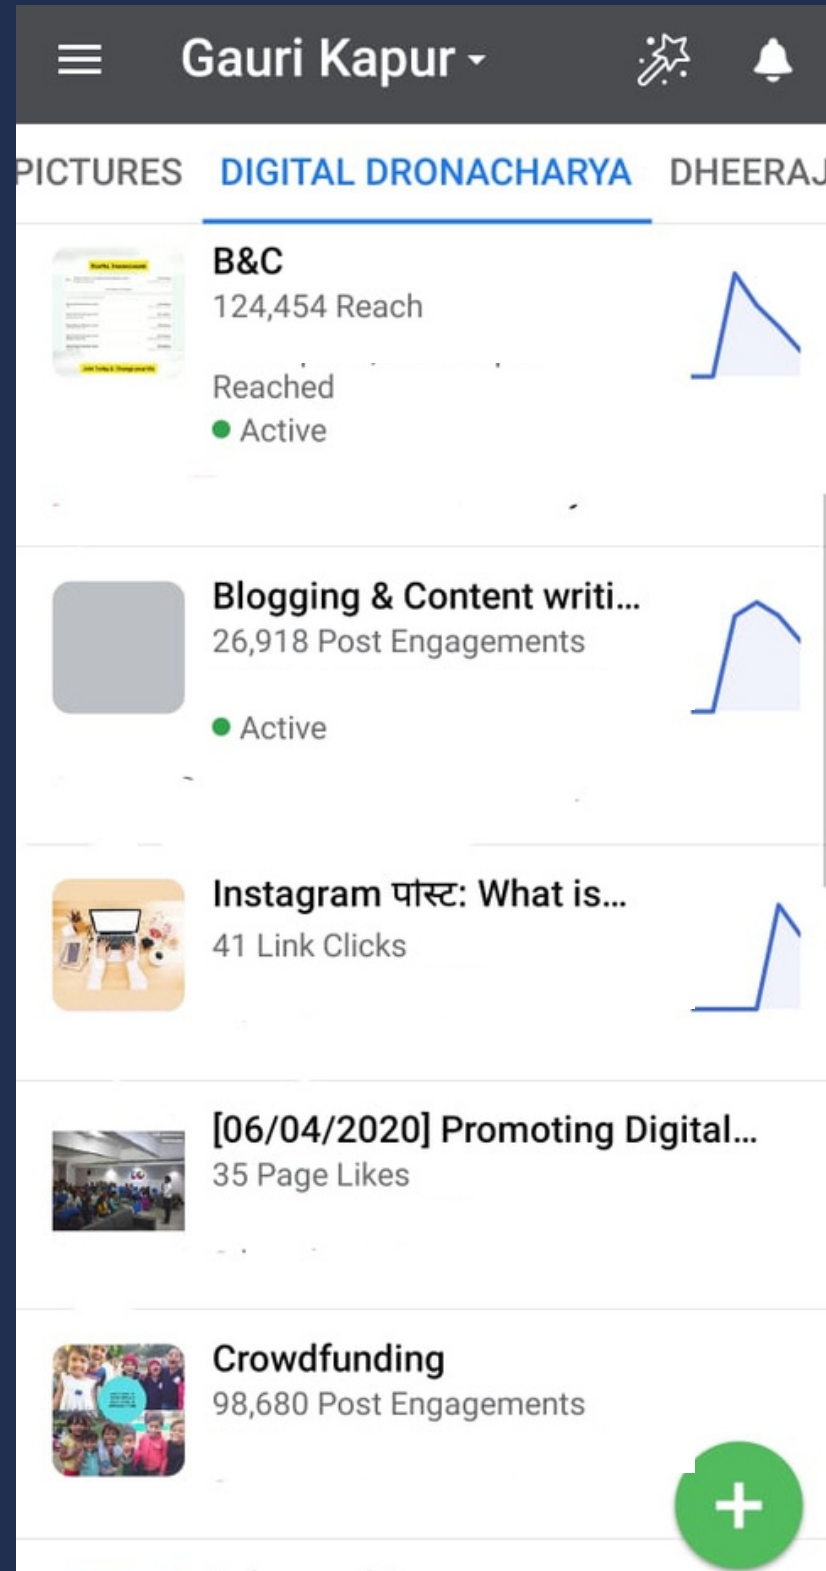 Gauri Kapur
PICTURES DIGITAL DRONACHARYA DHEERAJ
B&C
124,454 Reach
Reached
Active
Blogging & Content writi...
26,918 Post Engagements
Active
Instagram पोस्ट: What is...
41 Link Clicks
[06/04/2020] Promoting Digital...
35 Page Likes
Crowdfunding
98,680 Post Engagements